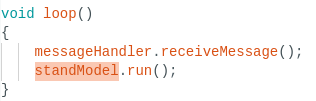 void loop()
{
messageHandler.receiveMessage();
standModel.run();
}